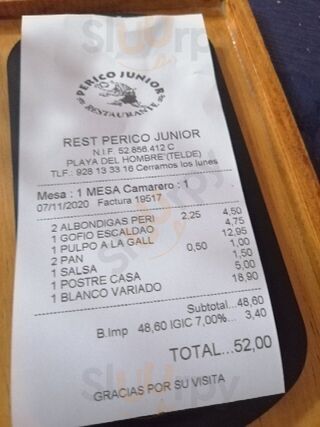 PERICO JUNIOR
RESTAURANTE
REST PERICO JUNIOR
N.I.F. 52.856.412 C
PLAYA DEL HOMBRE'(TELDE)
TLF.: 928 13 33 16 Cerramos los lunes
Mesa : 1 MESA Camarero : 1
07/11/2020 Factura 19517
2 ALBONDIGAS PERI 2,25 4,50
1 GOFIO ESCALDAO 4,75
1 PULPO A LA GALL 12,95
2 PAN 0,50 1,00
1 SALSA 1,50
1 POSTRE CASA 5,00
1 BLANCO VARIADO 18,90
Subtotal...48,60
B.Imp 48,60 IGIC 7,00%... 3,40
TOTAL...52,00
GRACIAS POR SU VISITA
Sluurpy